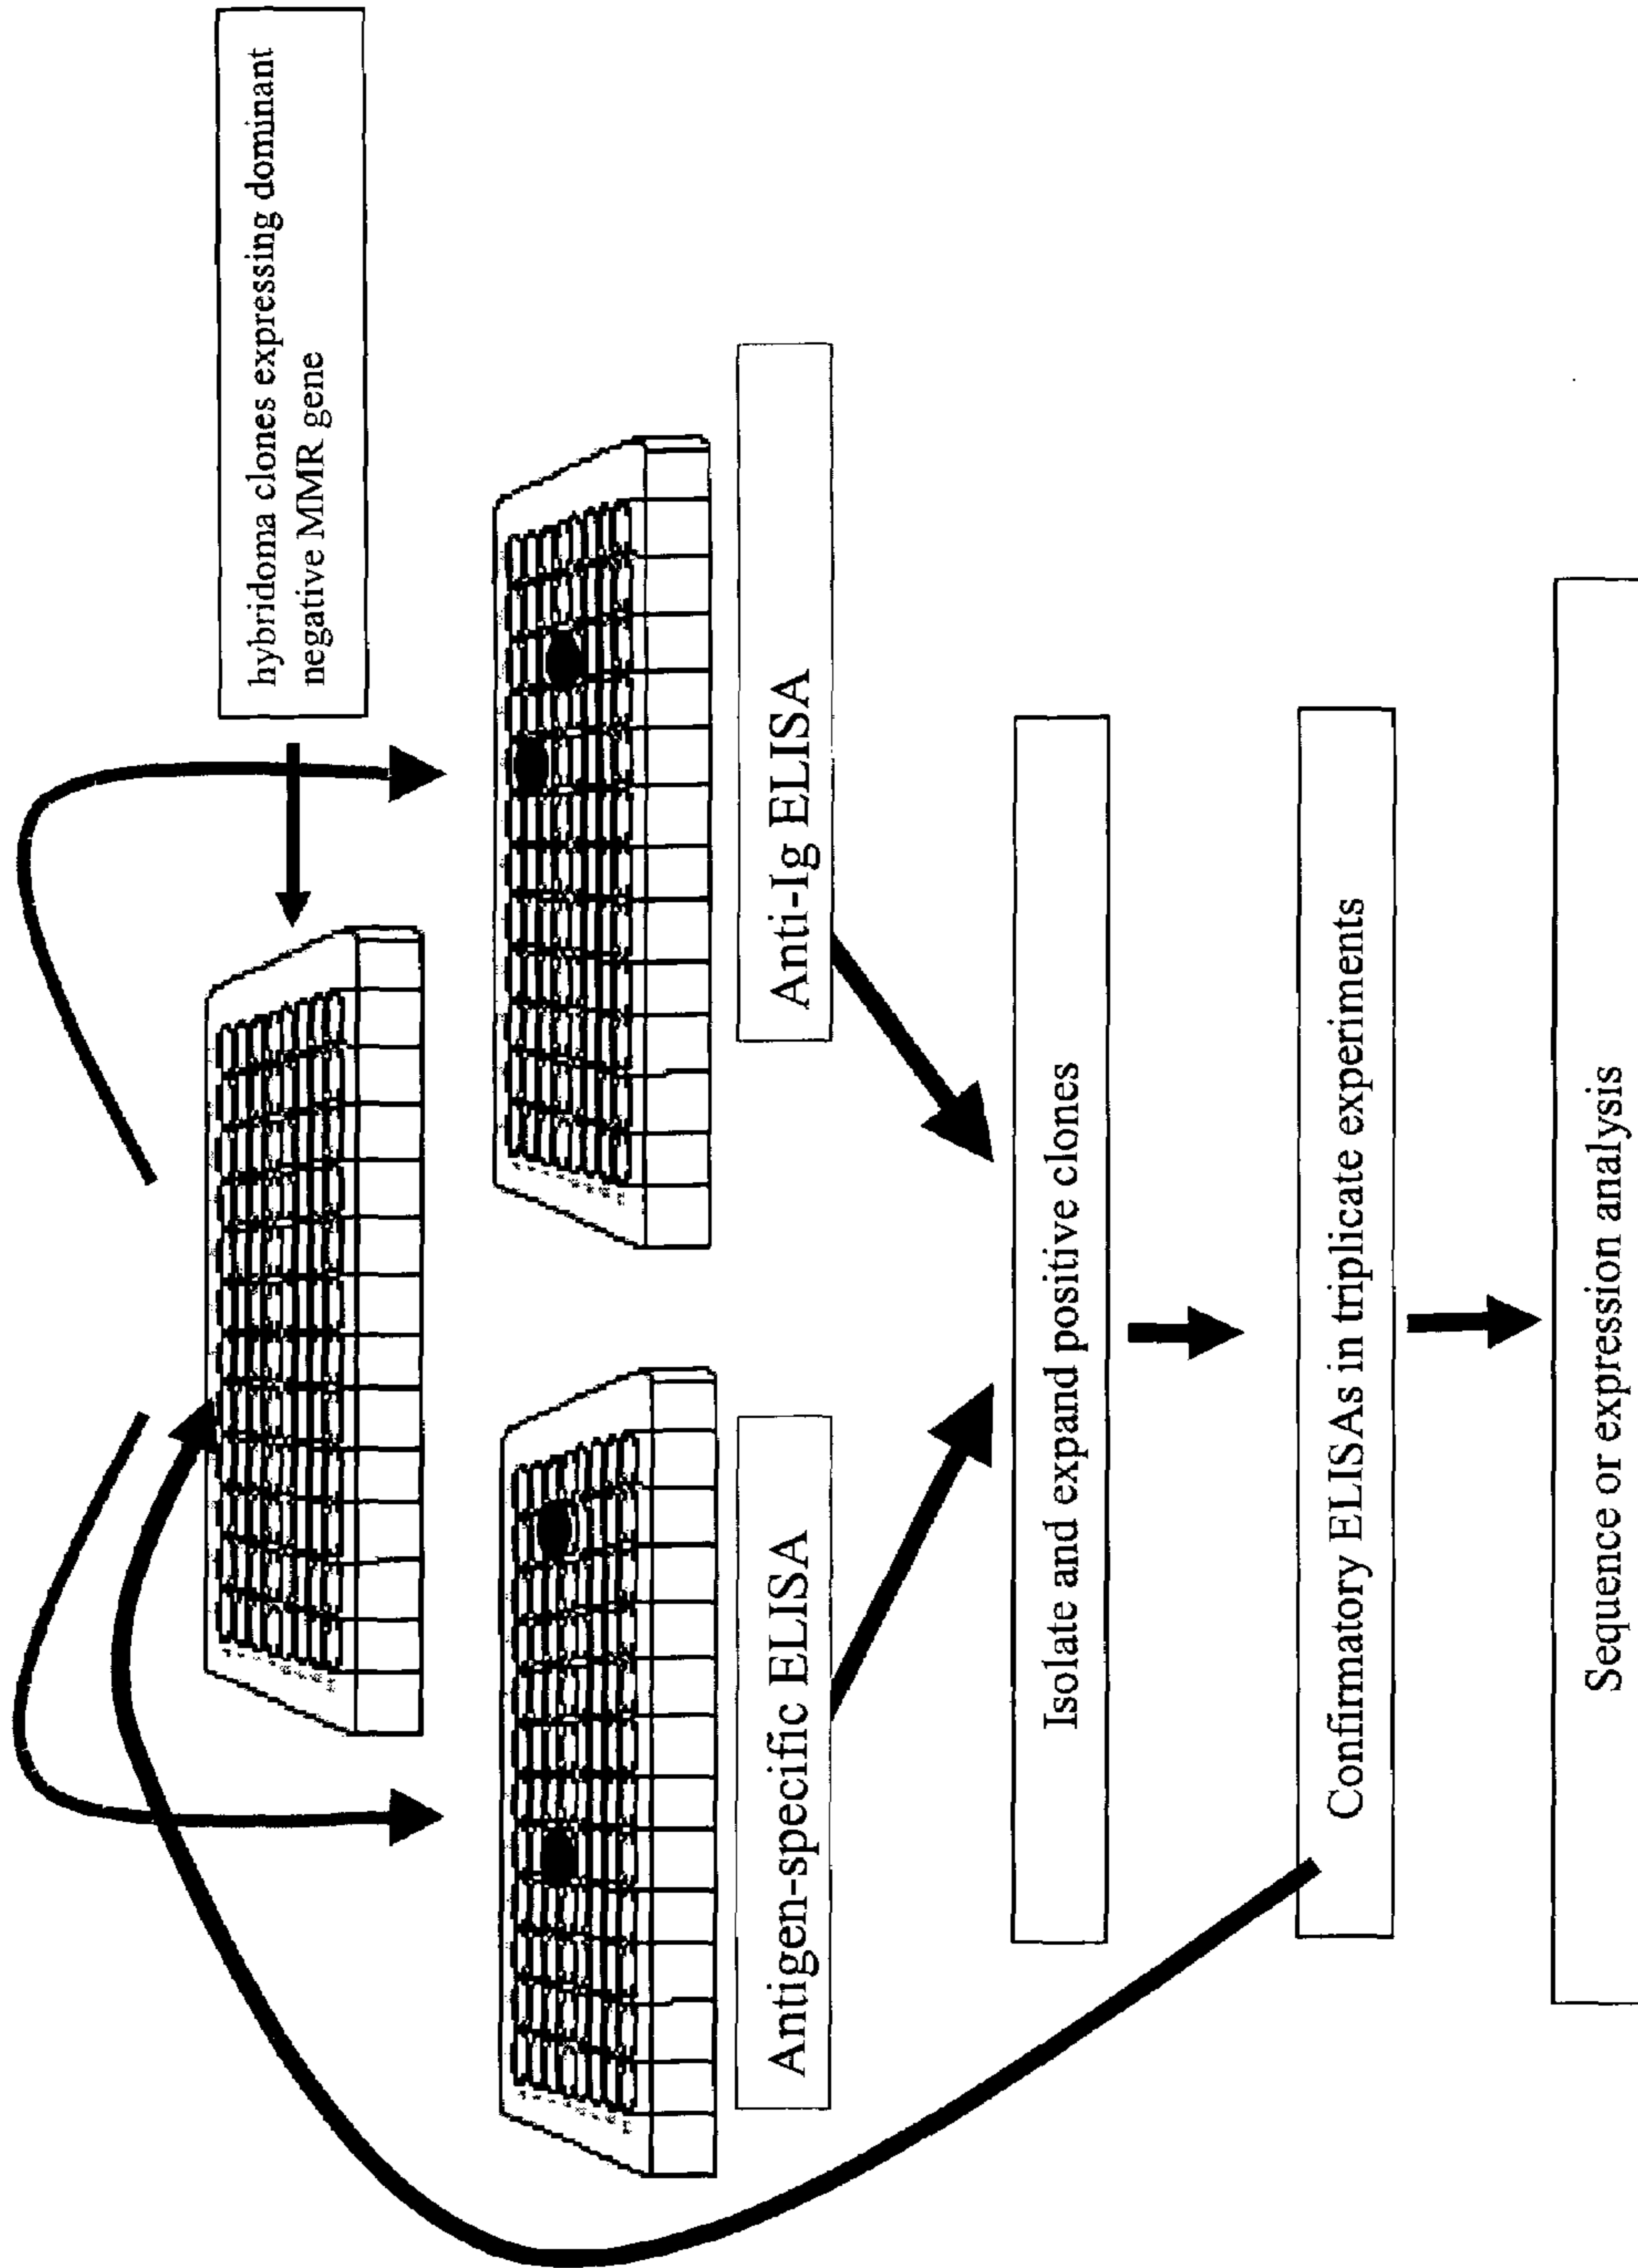 hybridoma clones expressing dominant
negative MMR gene
Antigen-specific ELISA
Anti-Ig ELISA
Isolate and expand positive clones
Confirmatory ELISAs in triplicate experiments
Sequence or expression analysis